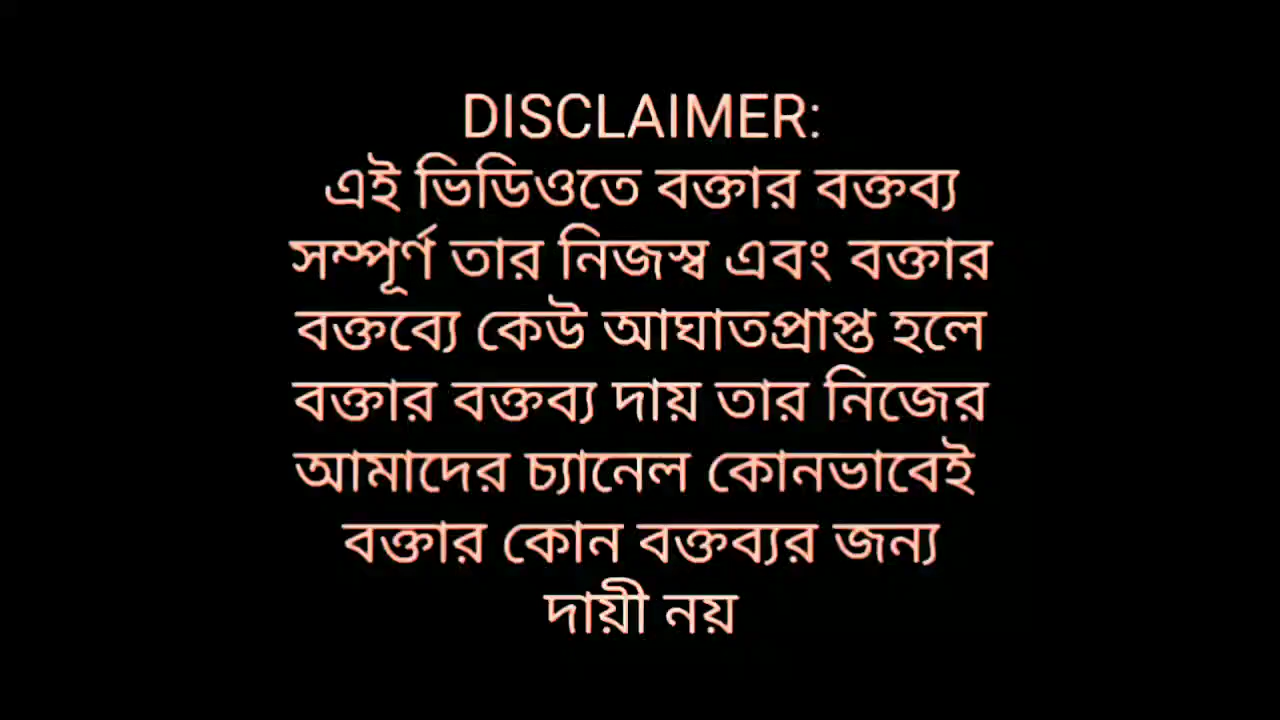 DISCLAIMER:
এই ভিডিওতে বক্তার বক্তব্য
সম্পূর্ণ তার নিজস্ব এবং বক্তার
বক্তব্যে কেউ আঘাতপ্রাপ্ত হলে
বক্তার বক্তব্য দায় তার নিজের
আমাদের চ্যানেল কোনভাবেই
বক্তার কোন বক্তব্যর জন্য
দায়ী নয়